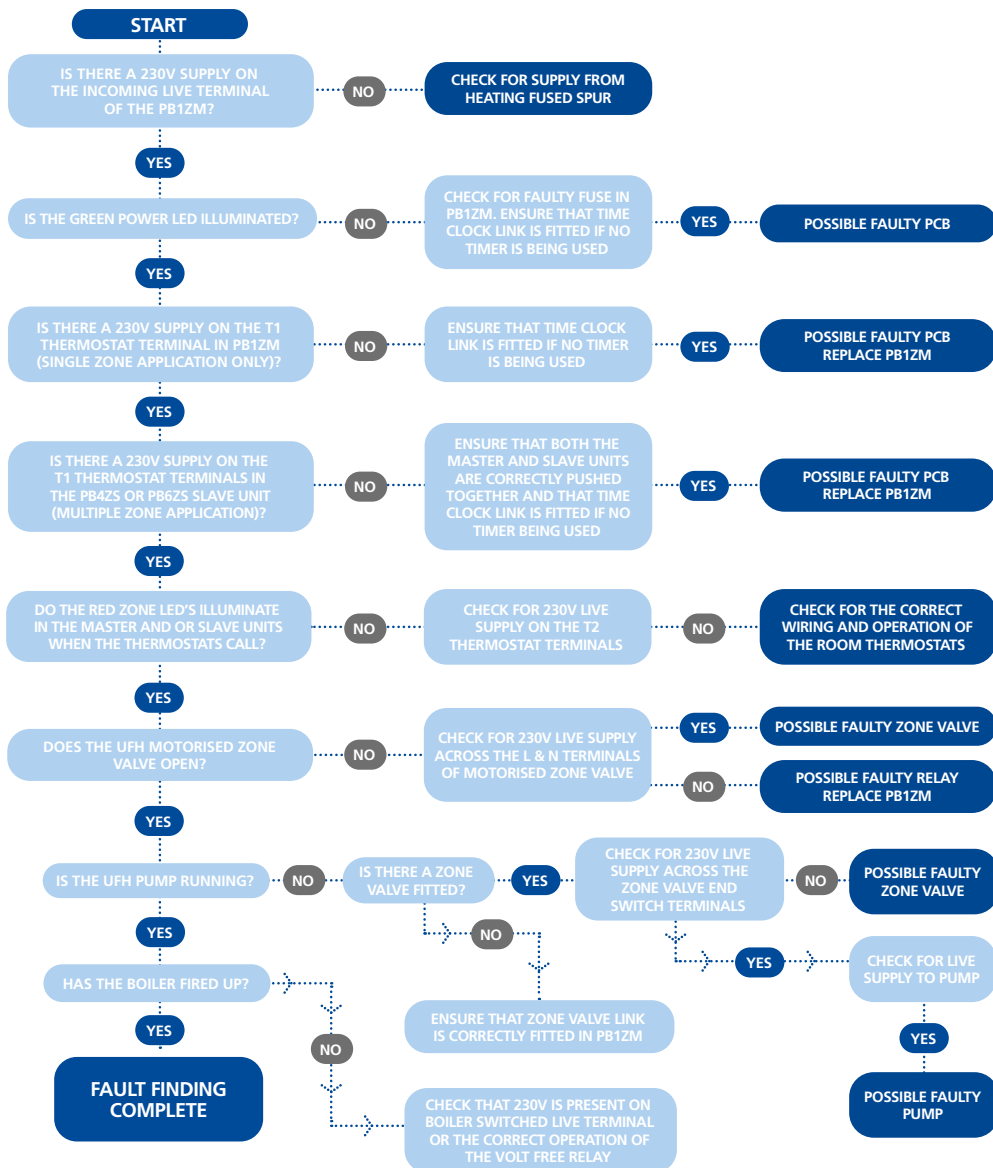 START
IS THERE A 230V SUPPLY ON
THE INCOMING LIVE TERMINAL
OF THE PB1ZM?
NO
CHECK FOR SUPPLY FROM
HEATING FUSED SPUR
YES
IS THE GREEN POWER LED ILLUMINATED?
NO
CHECK FOR FAULTY FUSE IN
PB1ZM. ENSURE THAT TIME
CLOCK LINK IS FITTED IF NO
TIMER IS BEING USED
YES
POSSIBLE FAULTY PCB
YES
IS THERE A 230V SUPPLY ON THE T1
THERMOSTAT TERMINAL IN PB1ZM
(SINGLE ZONE APPLICATION ONLY)?
NO
ENSURE THAT TIME CLOCK
LINK IS FITTED IF NO TIMER
IS BEING USED
YES
POSSIBLE FAULTY PCB
REPLACE PB1ZM
YES
IS THERE A 230V SUPPLY ON THE
T1 THERMOSTAT TERMINALS IN
THE PB4ZS OR PB6ZS SLAVE UNIT
(MULTIPLE ZONE APPLICATION)?
NO
ENSURE THAT BOTH THE
MASTER AND SLAVE UNITS
ARE CORRECTLY PUSHED
TOGETHER AND THAT TIME
CLOCK LINK IS FITTED IF NO
TIMER BEING USED
YES
POSSIBLE FAULTY PCB
REPLACE PB1ZM
YES
DO THE RED ZONE LED'S ILLUMINATE
IN THE MASTER AND OR SLAVE UNITS
WHEN THE THERMOSTATS CALL?
NO
CHECK FOR 230V LIVE
SUPPLY ON THE T2
THERMOSTAT TERMINALS
NO
CHECK FOR THE CORRECT
WIRING AND OPERATION OF
THE ROOM THERMOSTATS
YES
DOES THE UFH MOTORISED ZONE
VALVE OPEN?
NO
CHECK FOR 230V LIVE SUPPLY
ACROSS THE L & N TERMINALS
OF MOTORISED ZONE VALVE
YES
POSSIBLE FAULTY ZONE VALVE
NO
POSSIBLE FAULTY RELAY
REPLACE PB1ZM
YES
IS THE UFH PUMP RUNNING?
NO
IS THERE A ZONE
VALVE FITTED?
YES
CHECK FOR 230V LIVE
SUPPLY ACROSS THE
ZONE VALVE END
SWITCH TERMINALS
NO
POSSIBLE FAULTY
ZONE VALVE
YES
NO
YES
CHECK FOR LIVE
SUPPLY TO PUMP
HAS THE BOILER FIRED UP?
ENSURE THAT ZONE VALVE LINK
IS CORRECTLY FITTED IN PB1ZM
YES
NO
YES
FAULT FINDING
COMPLETE
CHECK THAT 230V IS PRESENT ON
BOILER SWITCHED LIVE TERMINAL
OR THE CORRECT OPERATION OF
THE VOLT FREE RELAY
POSSIBLE FAULTY
PUMP